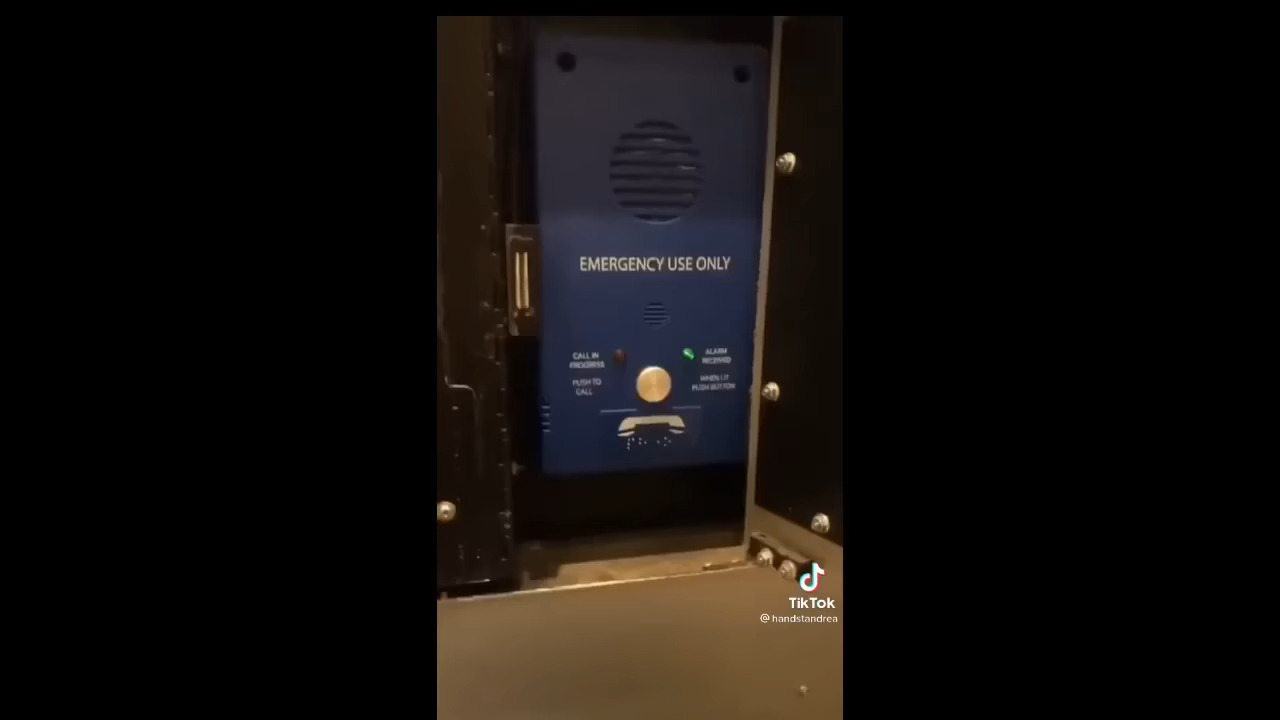 EMERGENCY USE ONLY
CALL IN
PROGRESS
PUSH TO
CALL
ALARM
RECEIVED
WHEN LIT
PUSH BUTTON
TikTok
@handstandrea